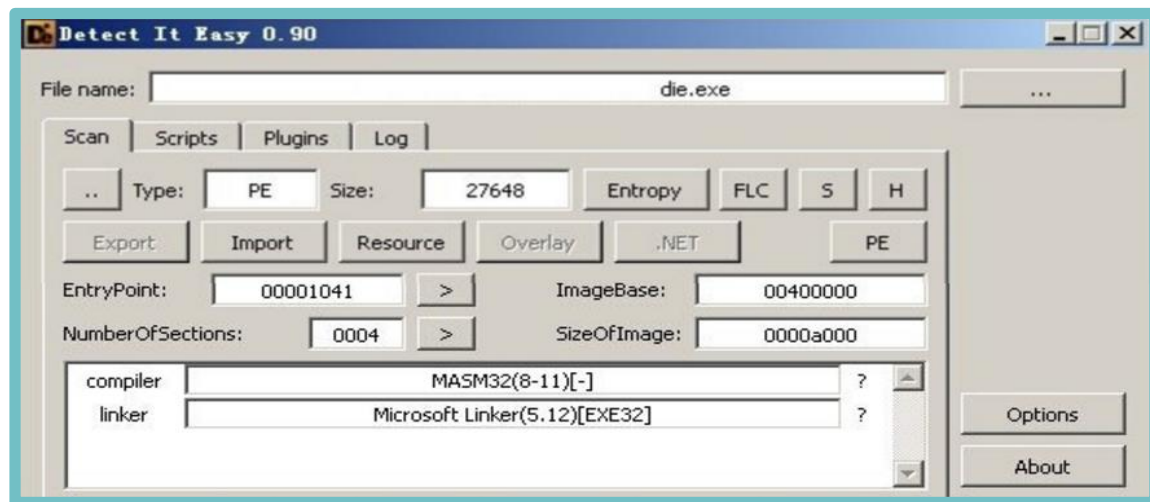 Detect It Easy 0.90
File name: die.exe ...
Scan Scripts Plugins Log
.. Type: PE Size: 27648 Entropy FLC S H
Export Import Resource Overlay .NET PE
EntryPoint: 00001041 > ImageBase: 00400000
NumberOfSections: 0004 > SizeOfImage: 0000a000
compiler MASM32(8-11)[-] ?
linker Microsoft Linker(5.12)[EXE32] ?
Options
About